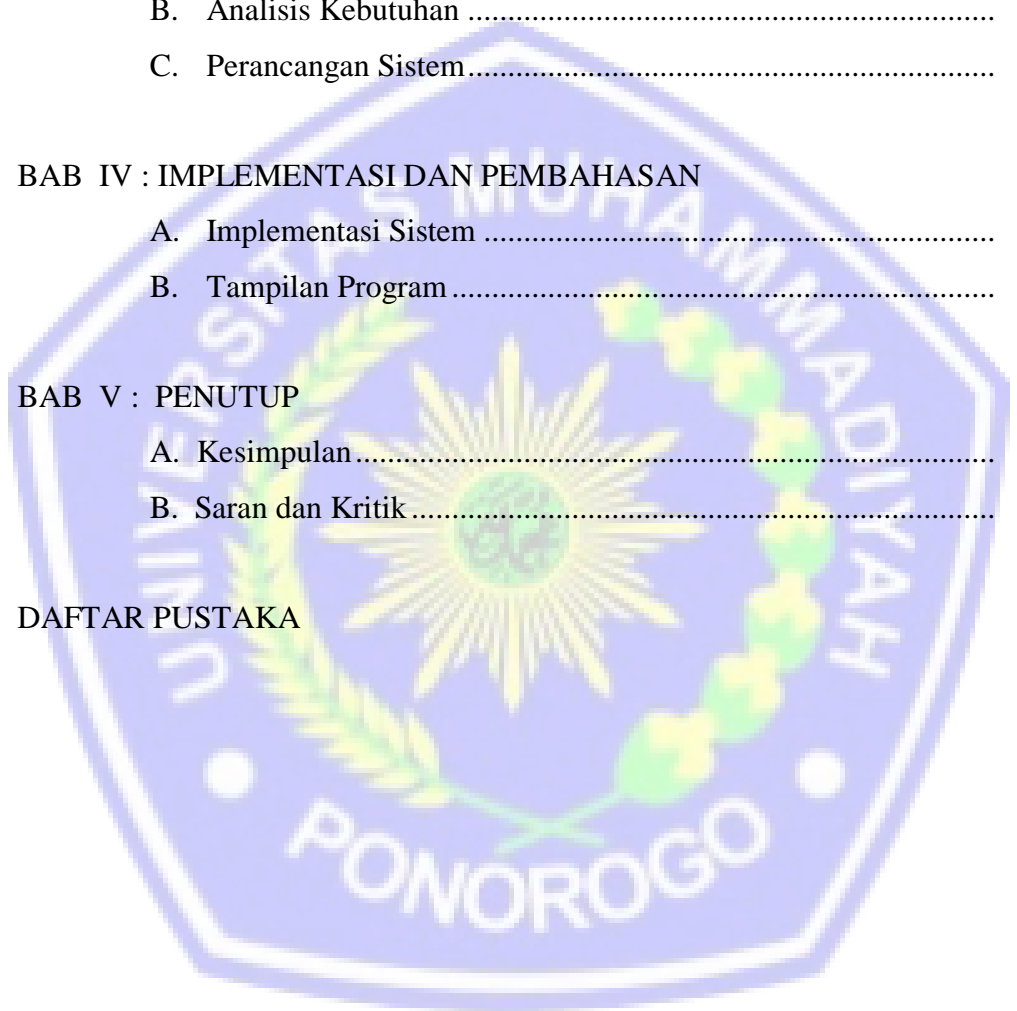 B. Analisis Kebutuhan ..................................................................
C. Perancangan Sistem..................................................................
BAB IV : IMPLEMENTASI DAN PEMBAHASAN
A. Implementasi Sistem ................................................................
B. Tampilan Program ....................................................................
BAB V : PENUTUP
A. Kesimpulan ................................................................................
B. Saran dan Kritik .........................................................................
DAFTAR PUSTAKA
UNIVERSITAS MUHAMMADIYAH
PONOROGO